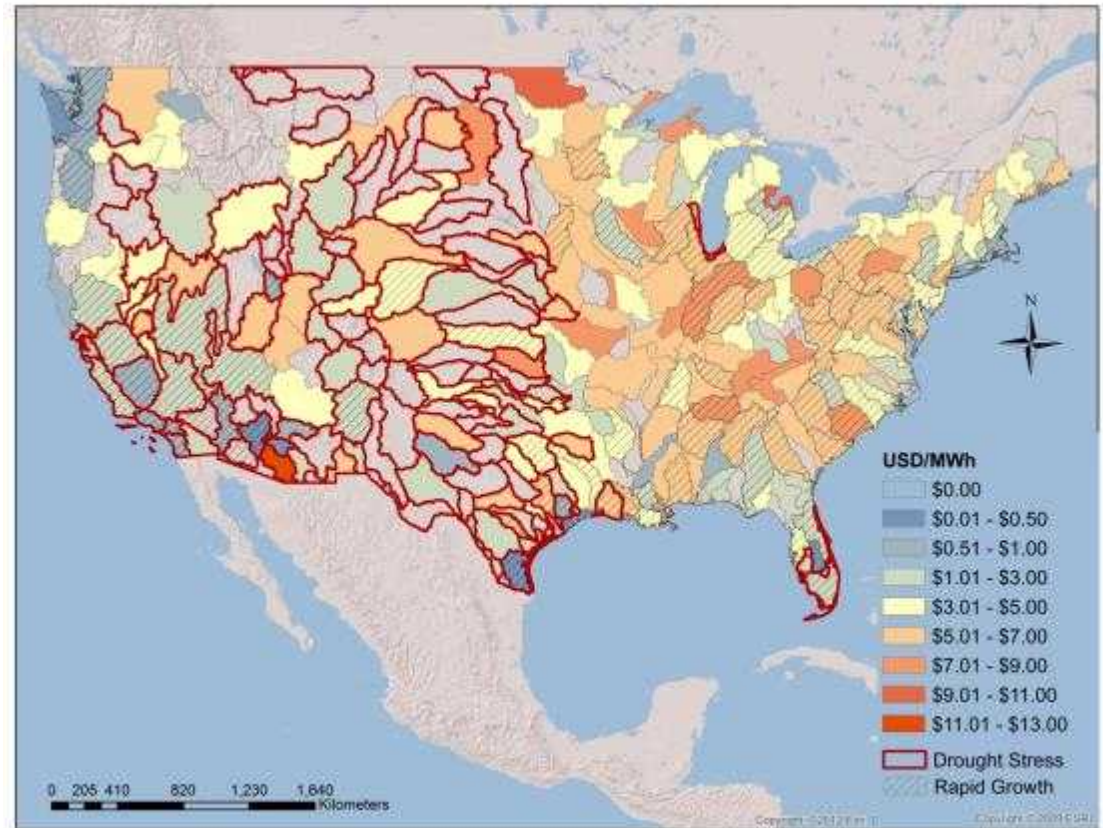 N
USD/MWh
$0.00
$0.01 - $0.50
$0.51 - $1.00
$1.01 - $3.00
$3.01 - $5.00
$5.01 - $7.00
$7.01 - $9.00
$9.01 - $11.00
$11.01 - $13.00
Drought Stress
Rapid Growth
0 205 410 820 1,230 1,640
Kilometers
Copyright
Copyright